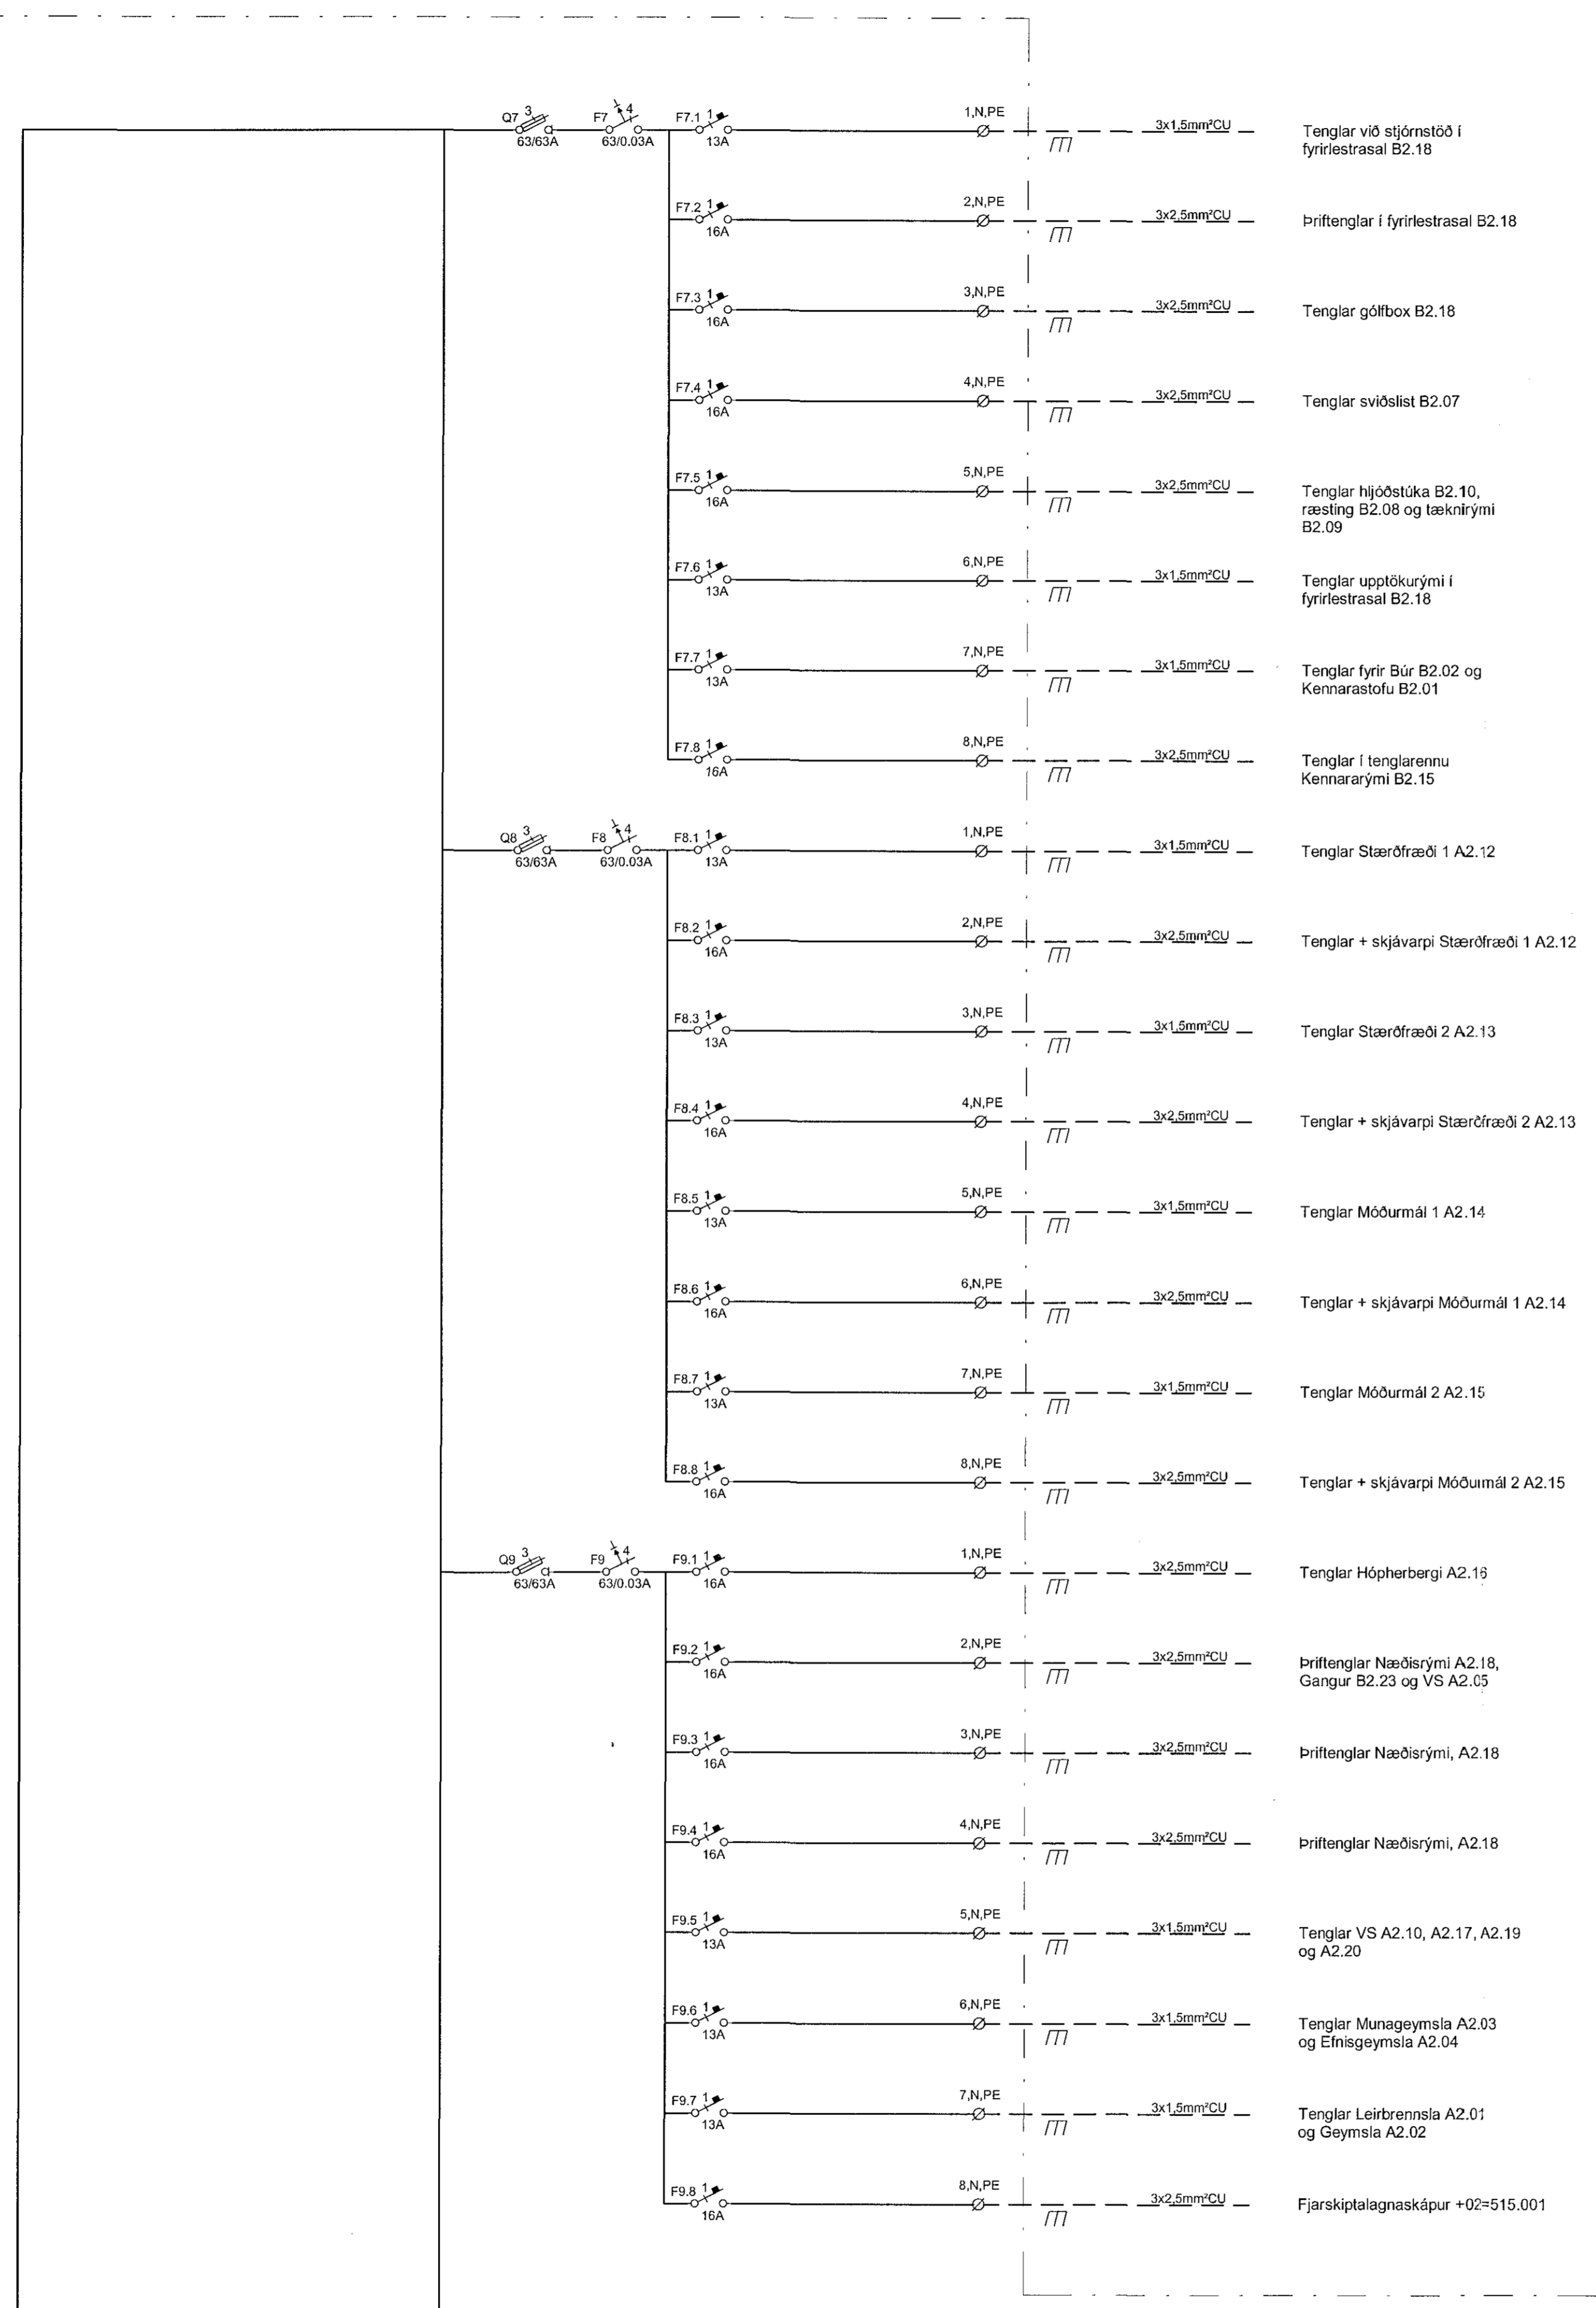 Q7 3
63/63A
F7 4
63/0.03A
F7.1 1
13A
1,N,PE
3x1,5mm²CU
Tenglar við stjórnstöð í
fyrirlestrasal B2.18
F7.2 1
16A
2,N,PE
3x2,5mm²CU
Þriftenglar í fyrirlestrasal B2.18
F7.3 1
16A
3,N,PE
3x2,5mm²CU
Tenglar gólfbox B2.18
F7.4 1
16A
4,N,PE
3x2,5mm²CU
Tenglar sviðslist B2.07
F7.5 1
16A
5,N,PE
3x2,5mm²CU
Tenglar hljóðstúka B2.10,
ræsting B2.08 og tæknirými
B2.09
F7.6 1
13A
6,N,PE
3x1,5mm²CU
Tenglar upptökurými í
fyrirlestrasal B2.18
F7.7 1
13A
7,N,PE
3x1,5mm²CU
Tenglar fyrir Búr B2.02 og
Kennarastofu B2.01
F7.8 1
16A
8,N,PE
3x2,5mm²CU
Tenglar í tenglarennu
Kennararými B2.15
Q8 3
63/63A
F8 4
63/0.03A
F8.1 1
13A
1,N,PE
3x1,5mm²CU
Tenglar Stærðfræði 1 A2.12
F8.2 1
16A
2,N,PE
3x2,5mm²CU
Tenglar + skjávarpi Stærðfræði 1 A2.12
F8.3 1
13A
3,N,PE
3x1,5mm²CU
Tenglar Stærðfræði 2 A2.13
F8.4 1
16A
4,N,PE
3x2,5mm²CU
Tenglar + skjávarpi Stærðfræði 2 A2.13
F8.5 1
13A
5,N,PE
3x1,5mm²CU
Tenglar Móðurmál 1 A2.14
F8.6 1
16A
6,N,PE
3x2,5mm²CU
Tenglar + skjávarpi Móðurmál 1 A2.14
F8.7 1
13A
7,N,PE
3x1,5mm²CU
Tenglar Móðurmál 2 A2.15
F8.8 1
16A
8,N,PE
3x2,5mm²CU
Tenglar + skjávarpi Móðurmál 2 A2.15
Q9 3
63/63A
F9 4
63/0.03A
F9.1 1
16A
1,N,PE
3x2,5mm²CU
Tenglar Hópherbergi A2.16
F9.2 1
16A
2,N,PE
3x2,5mm²CU
Þriftenglar Næðisrými A2.18,
Gangur B2.23 og VS A2.05
F9.3 1
16A
3,N,PE
3x2,5mm²CU
Þriftenglar Næðisrými, A2.18
F9.4 1
16A
4,N,PE
3x2,5mm²CU
Þriftenglar Næðisrými, A2.18
F9.5 1
13A
5,N,PE
3x1,5mm²CU
Tenglar VS A2.10, A2.17, A2.19
og A2.20
F9.6 1
13A
6,N,PE
3x1,5mm²CU
Tenglar Munageymsla A2.03
og Efnisgeymsla A2.04
F9.7 1
13A
7,N,PE
3x1,5mm²CU
Tenglar Leirbrennsla A2.01
og Geymsla A2.02
F9.8 1
16A
8,N,PE
3x2,5mm²CU
Fjarskiptalagnaskápur +02=515.001